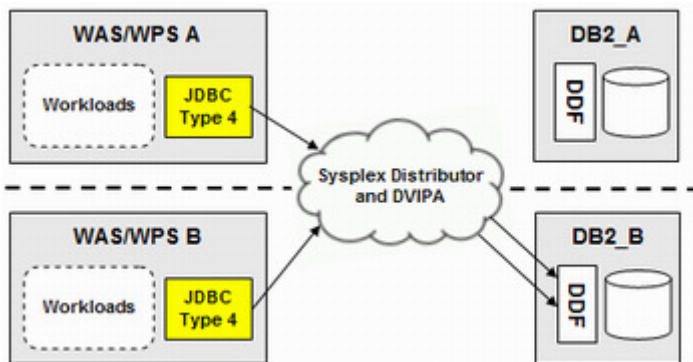 WAS/WPS A
Workloads
JDBC
Type 4
DB2_A
DDF
Sysplex Distributor
and DVIPA
WAS/WPS B
Workloads
JDBC
Type 4
DB2_B
DDF